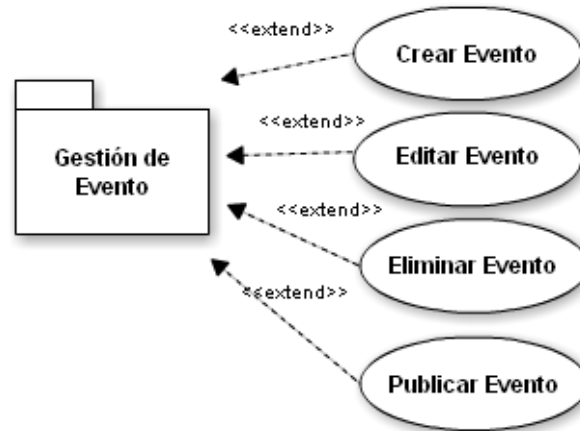 <<extend>>
Crear Evento
<<extend>>
Editar Evento
Gestión de
Evento
<<extend>>
Eliminar Evento
<<extend>>
Publicar Evento